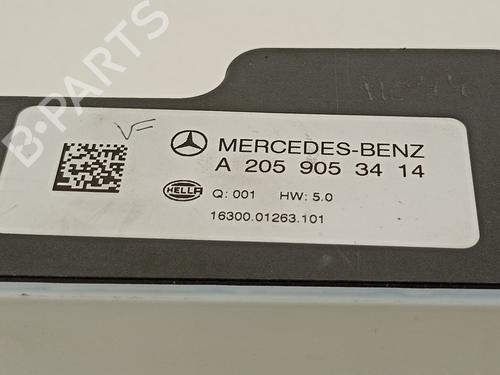 B-PARTS
VF
MERCEDES-BENZ
A 205 905 34 14
HELLA
Q: 001 HW: 5.0
16300.01263.101